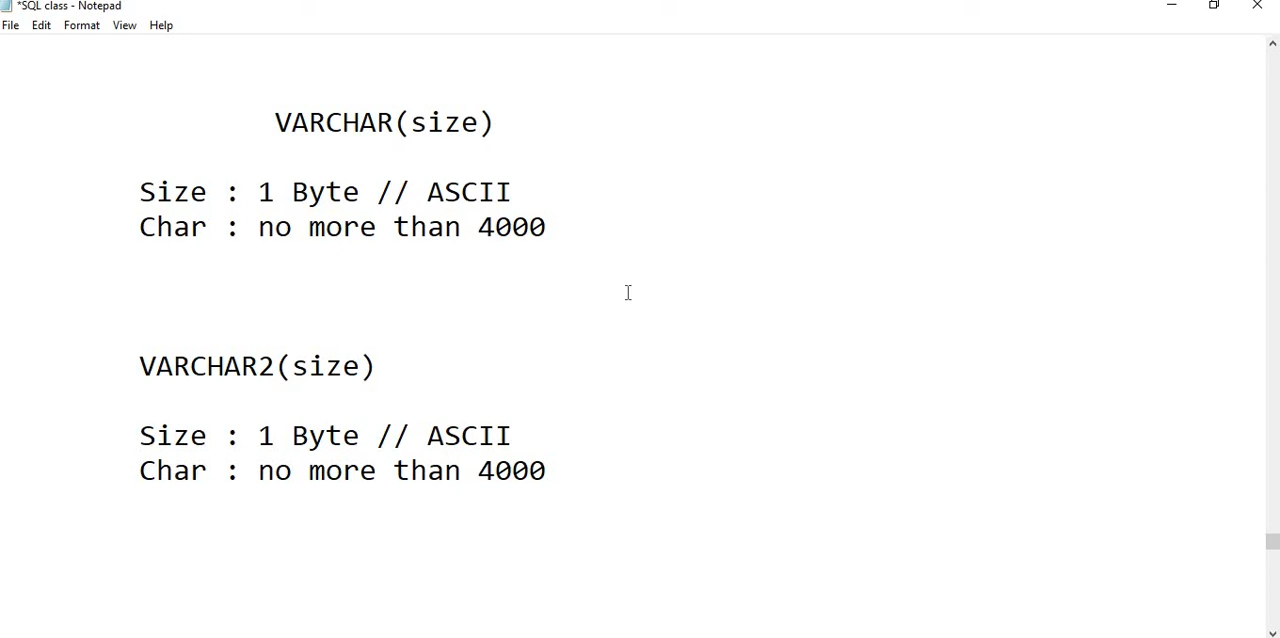 *SQL class - Notepad
File Edit Format View Help
VARCHAR(size)
Size : 1 Byte // ASCII
Char : no more than 4000
VARCHAR2(size)
Size : 1 Byte // ASCII
Char : no more than 4000